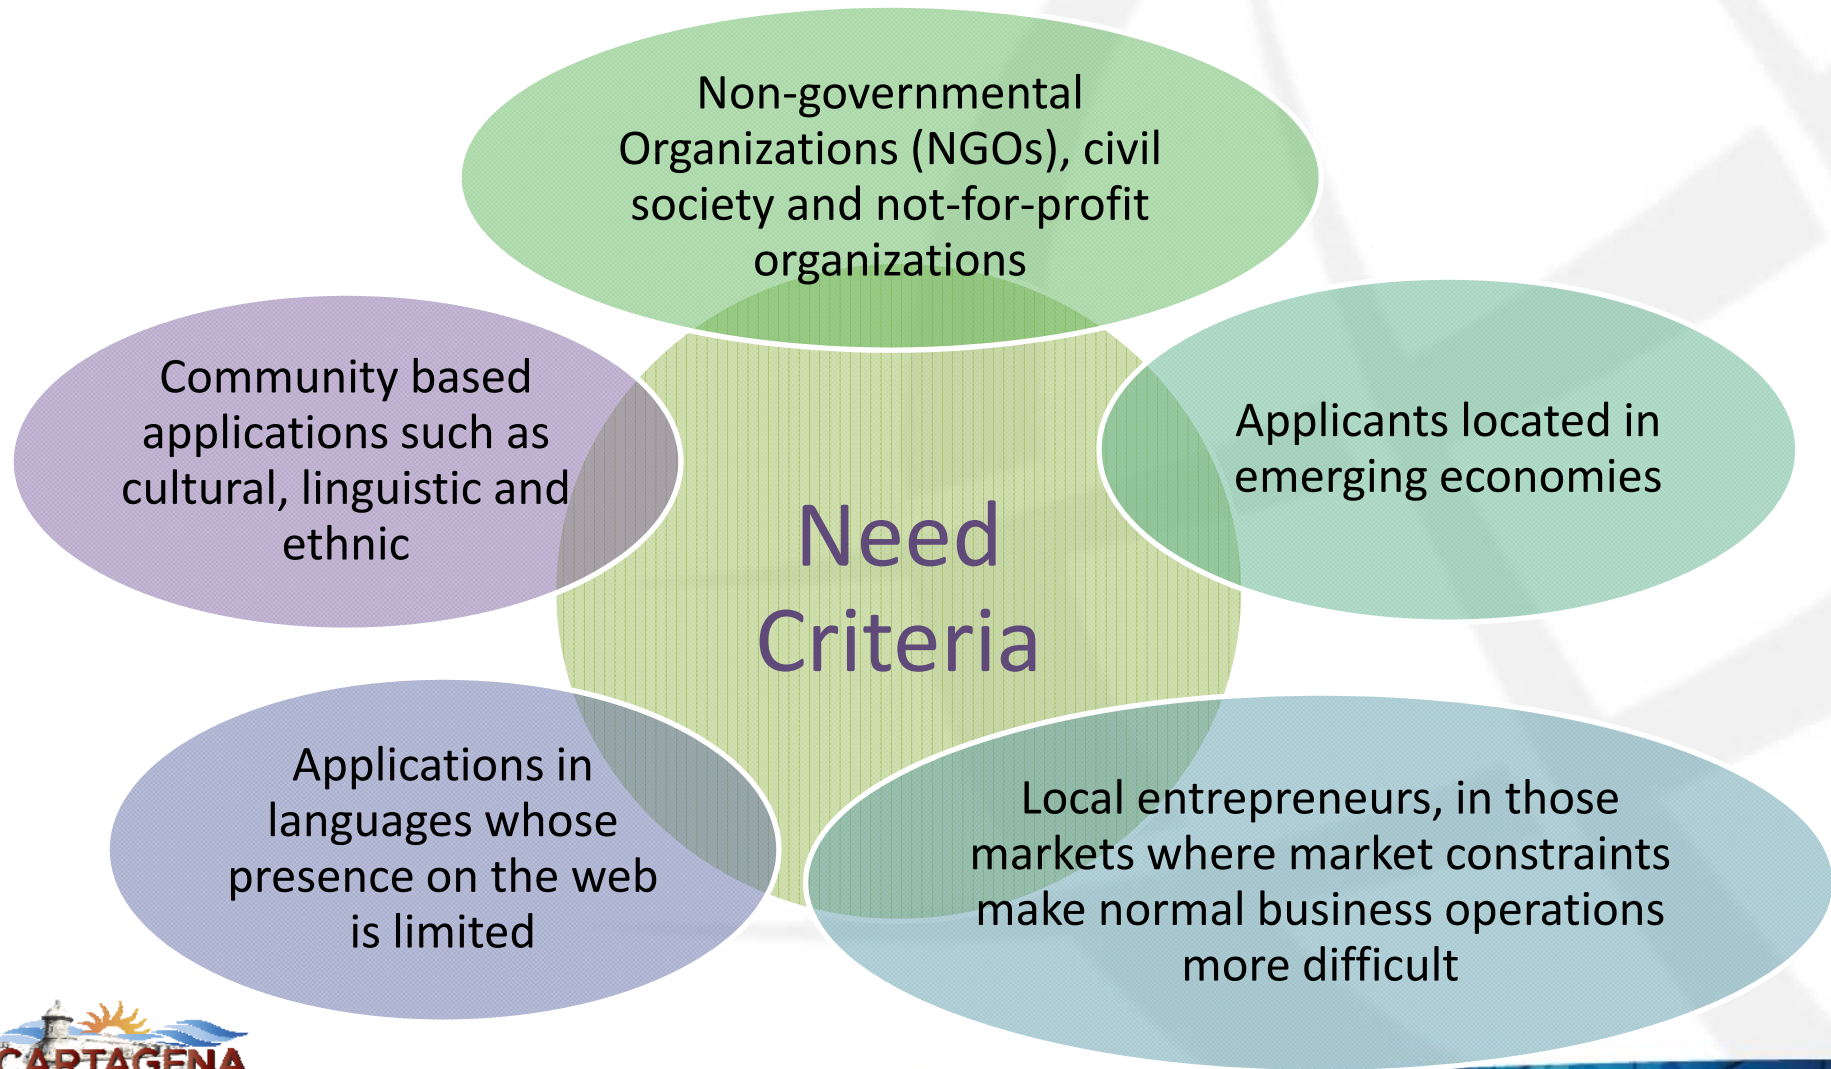 Non-governmental
Organizations (NGOs), civil
society and not-for-profit
organizations
Community based
applications such as
cultural, linguistic and
ethnic
Applicants located in
emerging economies
Need
Criteria
Applications in
languages whose
presence on the web
is limited
Local entrepreneurs, in those
markets where market constraints
make normal business operations
more difficult
CARTAGENA